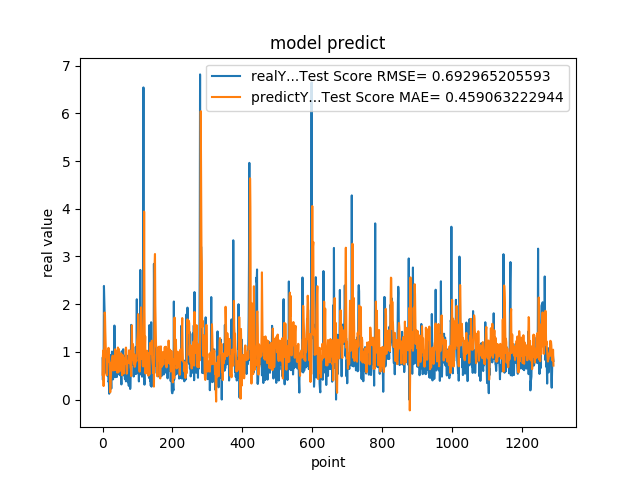 model predict
realY...Test Score RMSE= 0.692965205593
predictY...Test Score MAE= 0.459063222944
7
6
5
4
3
2
1
0
real value
0 200 400 600 800 1000 1200
point